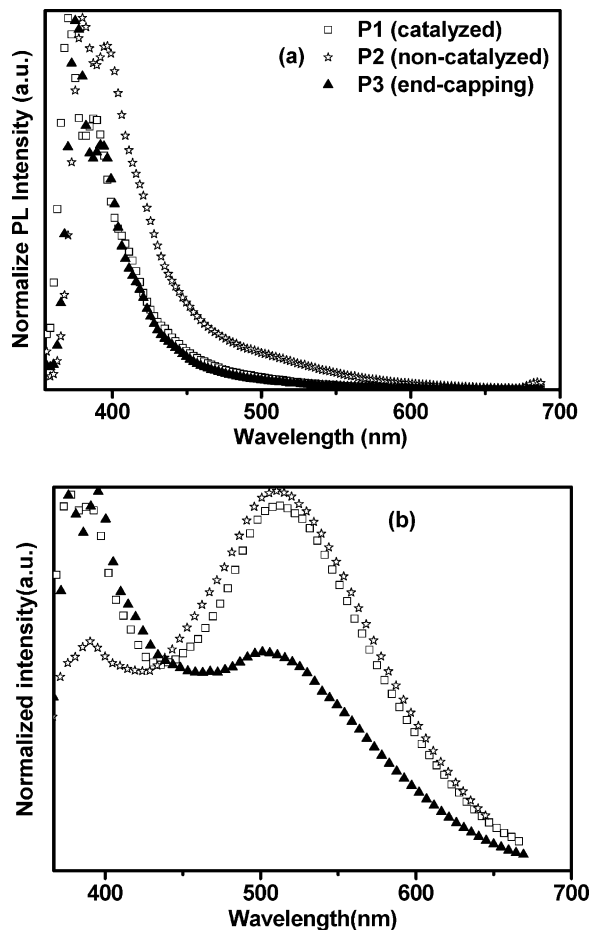 P1 (catalyzed)
(a) P2 (non-catalyzed)
P3 (end-capping)
Normalize PL Intensity (a.u.)
400 500 600 700
Wavelength (nm)
(b)
Normalized intensity(a.u.)
400 500 600 700
Wavelength(nm)